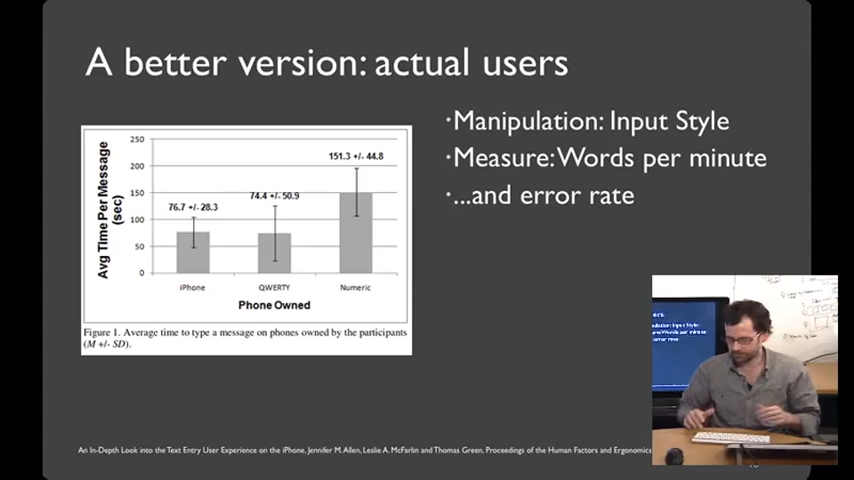 A better version: actual users
250
200
150
100
50
0
Avg Time Per Message
(sec)
76.7 +/- 28.3
74.4 +/- 50.9
151.3 +/- 44.8
iPhone
QWERTY
Numeric
Phone Owned
Figure 1. Average time to type a message on phones owned by the participants
(M +/- SD).
·Manipulation: Input Style
·Measure: Words per minute
·...and error rate
An In-Depth Look into the Text Entry User Experience on the iPhone, Jennifer M. Allen, Leslie A. McFarlin and Thomas Green, Proceedings of the Human Factors and Ergonomics